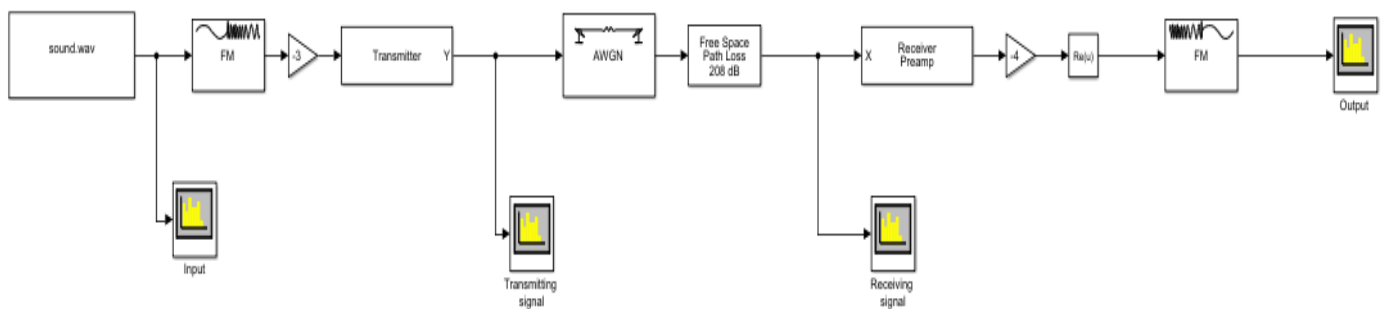 sound.wav
FM
-3
Transmitter
Y
AWGN
Free Space
Path Loss
208 dB
X
Receiver
Preamp
-4
Re(u)
FM
Output
Input
Transmitting
signal
Receiving
signal